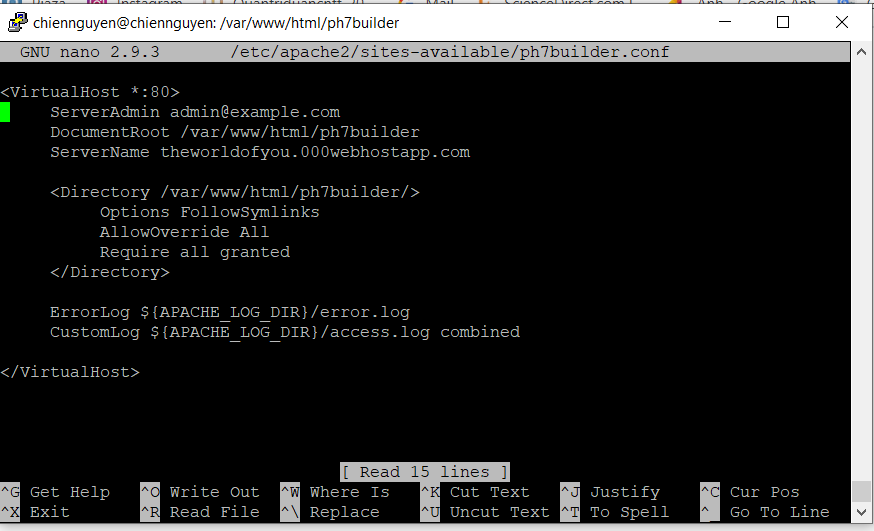 chiennguyen@chiennguyen: /var/www/html/ph7builder
GNU nano 2.9.3 /etc/apache2/sites-available/ph7builder.conf
<VirtualHost *:80>
ServerAdmin admin@example.com
DocumentRoot /var/www/html/ph7builder
ServerName theworldofyou.000webhostapp.com
<Directory /var/www/html/ph7builder/>
Options FollowSymlinks
AllowOverride All
Require all granted
</Directory>
ErrorLog ${APACHE_LOG_DIR}/error.log
CustomLog ${APACHE_LOG_DIR}/access.log combined
</VirtualHost>
[ Read 15 lines ]
^G Get Help ^O Write Out ^W Where Is ^K Cut Text ^J Justify ^C Cur Pos
^X Exit ^R Read File ^\ Replace ^U Uncut Text ^T To Spell ^_ Go To Line